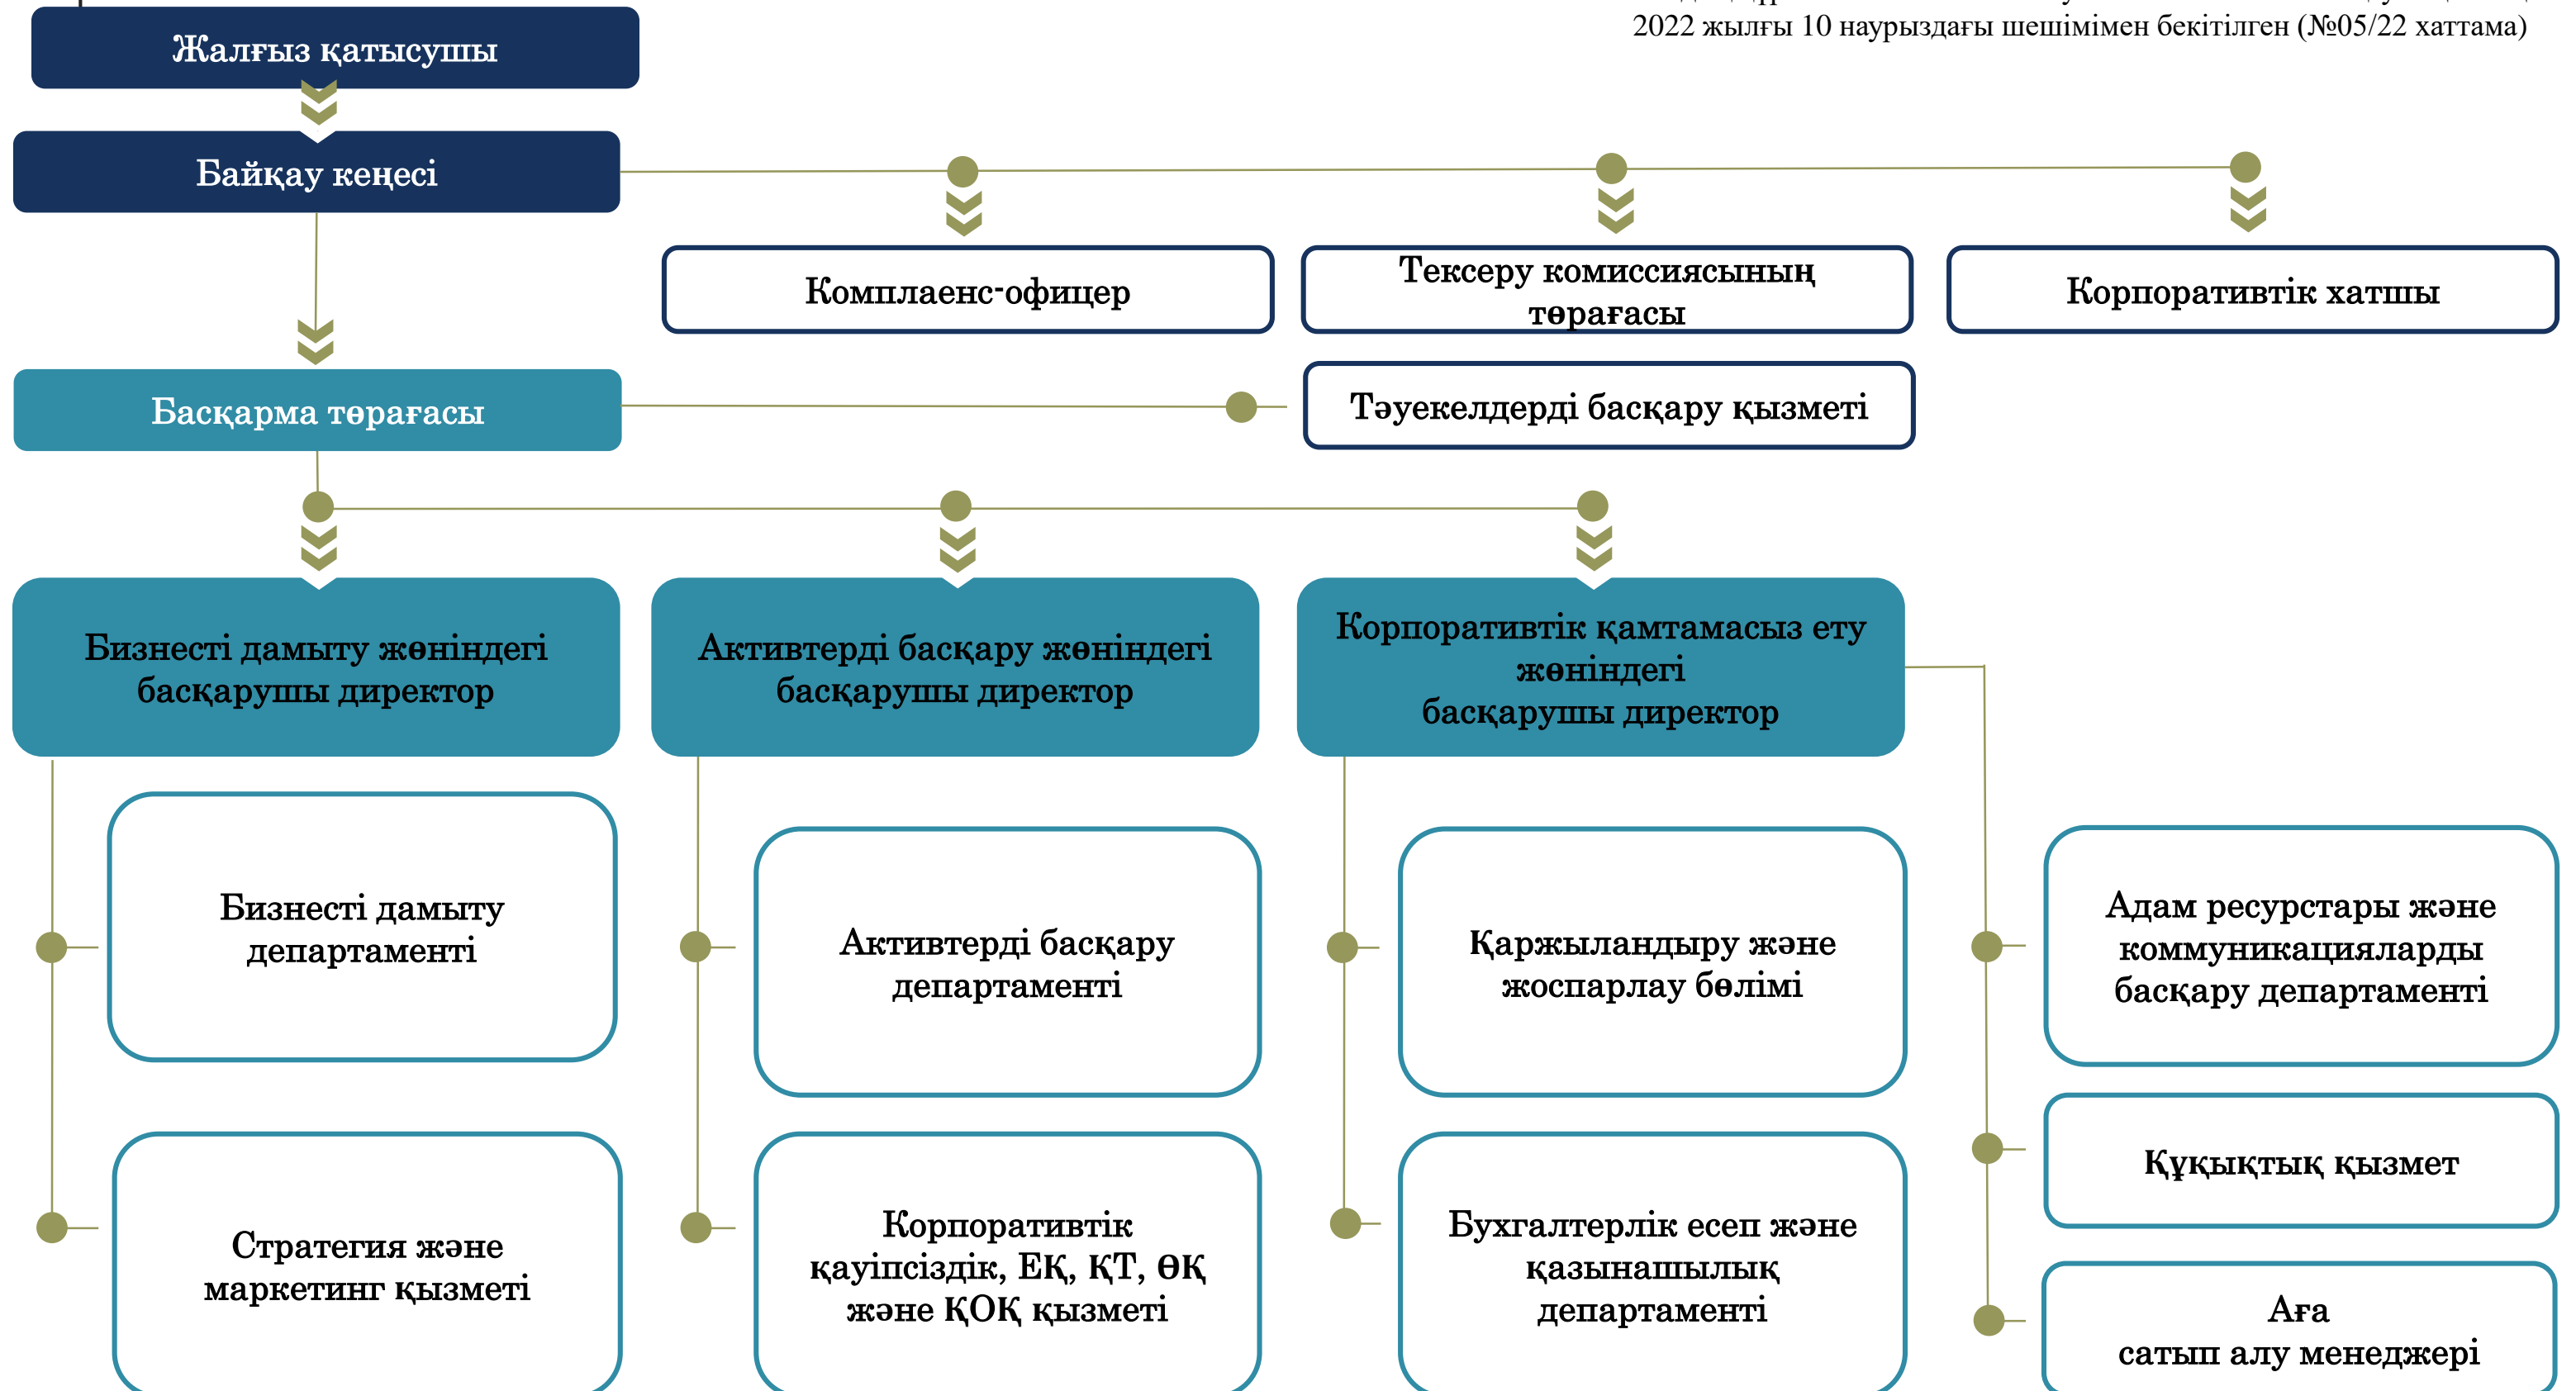 2022 жылғы 10 наурыздағы шешімімен бекітілген (№05/22 хаттама)
Жалғыз қатысушы
Байқау кеңесі
Комплаенс-офицер
Тексеру комиссиясының
төрағасы
Корпоративтік хатшы
Басқарма төрағасы
Тәуекелдерді басқару қызметі
Бизнесті дамыту жөніндегі
басқарушы директор
Активтерді басқару жөніндегі
басқарушы директор
Корпоративтік қамтамасыз ету
жөніндегі
басқарушы директор
Бизнесті дамыту
департаменті
Активтерді басқару
департаменті
Қаржыландыру және
жоспарлау бөлімі
Адам ресурстары және
коммуникацияларды
басқару департаменті
Құқықтық қызмет
Стратегия және
маркетинг қызметі
Корпоративтік
қауіпсіздік, ЕҚ, ҚТ, ӨҚ
және ҚОҚ қызметі
Бухгалтерлік есеп және
қазынашылық
департаменті
Аға
сатып алу менеджері